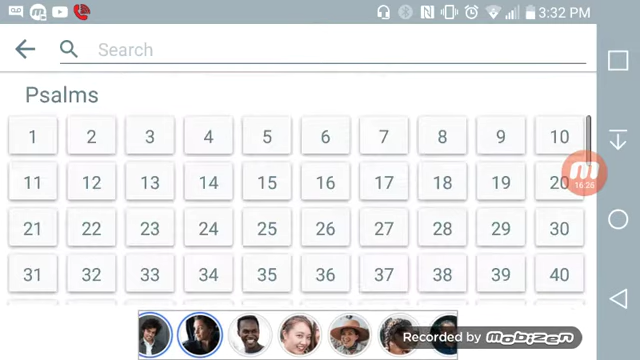 3:32 PM
Search
Psalms
1 2 3 4 5 6 7 8 9 10
11 12 13 14 15 16 17 18 19 20
16:26
21 22 23 24 25 26 27 28 29 30
31 32 33 34 35 36 37 38 39 40
Recorded by Mobizen